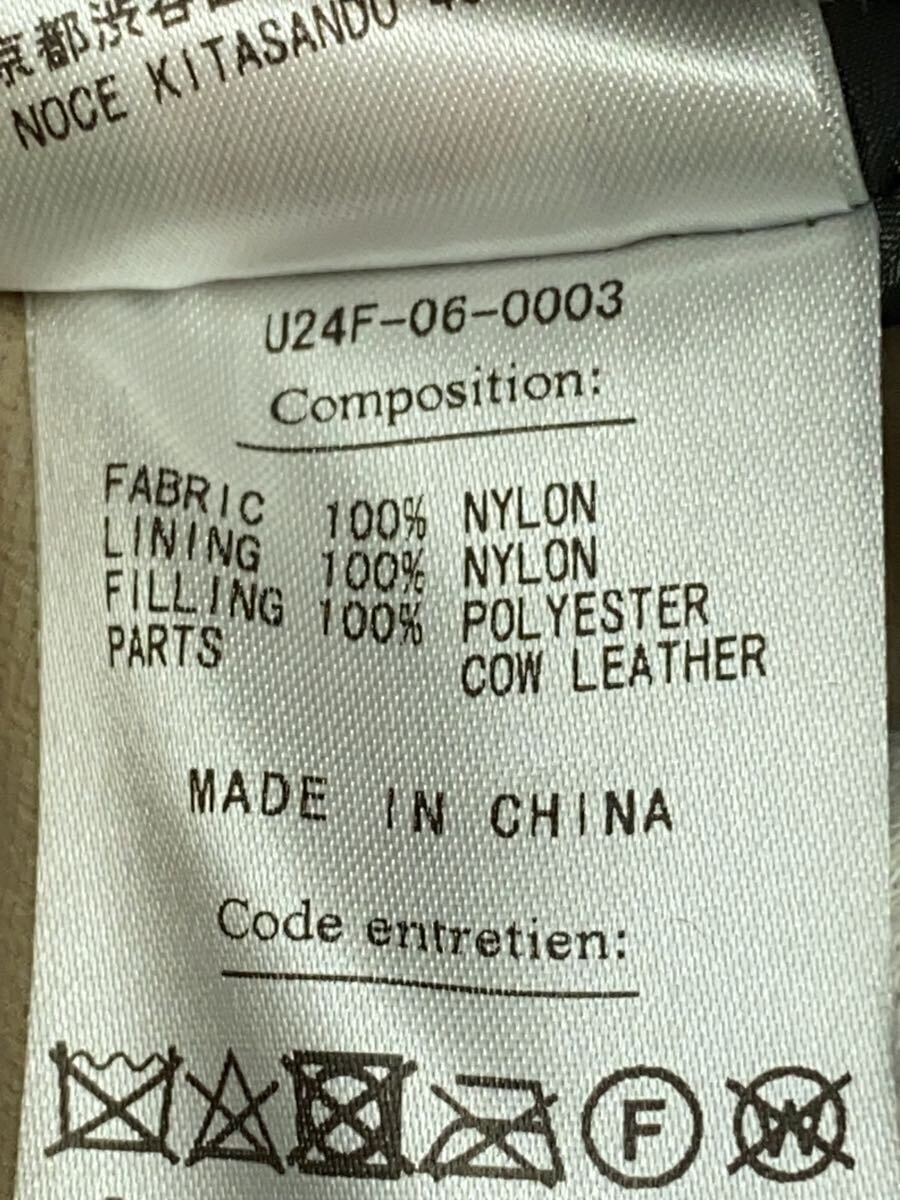 京都渋谷
NOCE KITASANDO
U24F-06-0003
Composition:
FABRIC 100% NYLON
LINING 100% NYLON
FILLING 100% POLYESTER
PARTS COW LEATHER
MADE IN CHINA
Code entretien:
F W